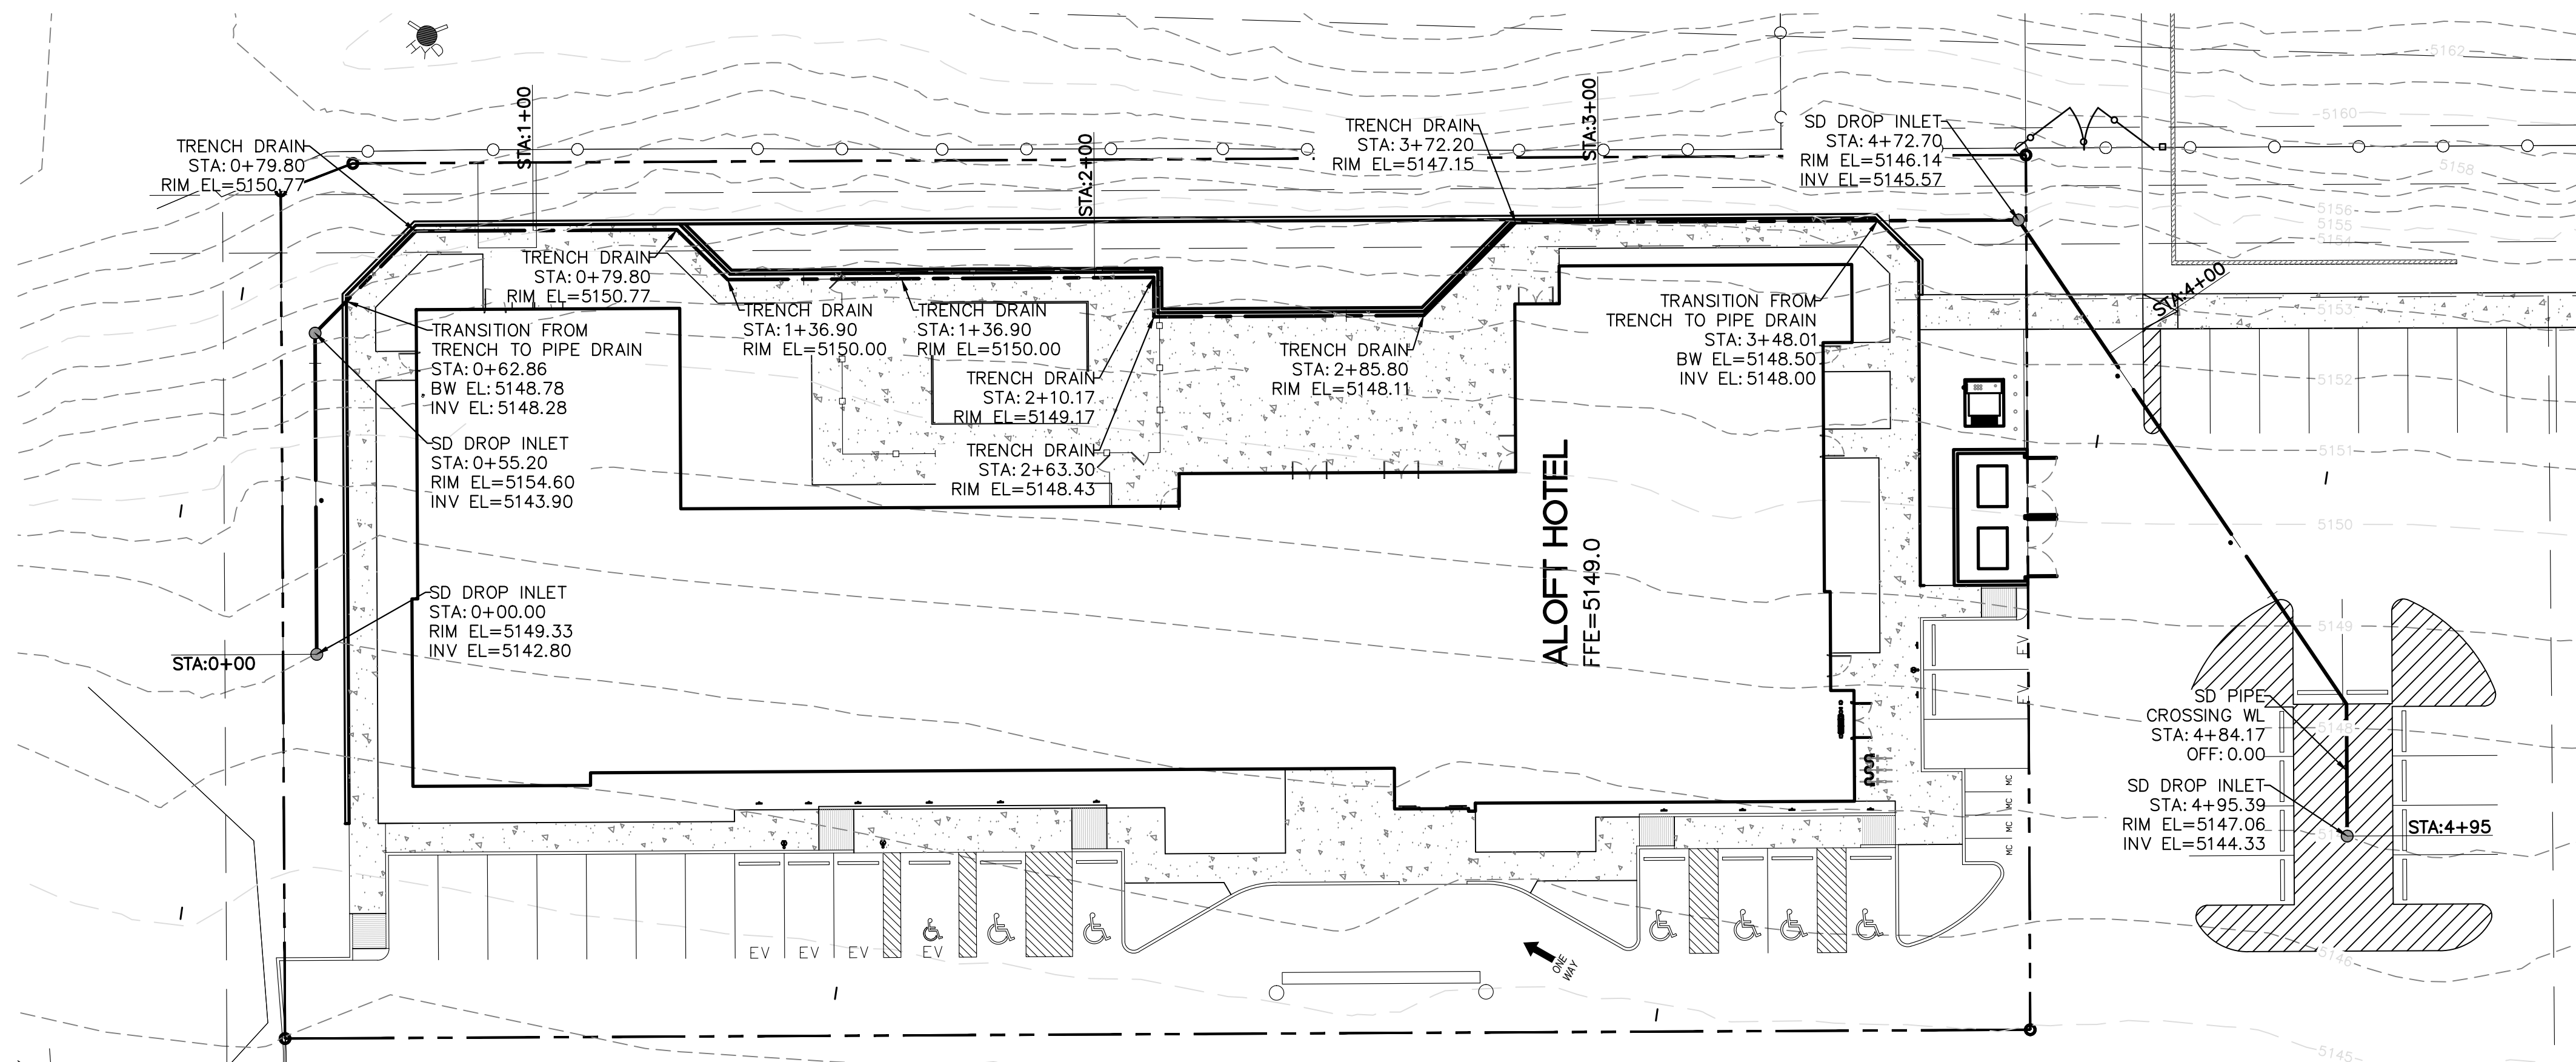 HYD
5162
5160
5158
5156
5155
5154
5153
5152
5151
5150
5149
5148
5146
5145
STA:1+00
STA:2+00
STA:3+00
STA:4+00
TRENCH DRAIN
STA: 0+79.80
RIM EL=5150.77
TRENCH DRAIN
STA: 3+72.20
RIM EL=5147.15
SD DROP INLET
STA: 4+72.70
RIM EL=5146.14
INV EL=5145.57
TRENCH DRAIN
STA: 0+79.80
RIM EL=5150.77
TRENCH DRAIN
STA: 1+36.90
RIM EL=5150.00
TRENCH DRAIN
STA: 1+36.90
RIM EL=5150.00
TRANSITION FROM
TRENCH TO PIPE DRAIN
STA: 0+62.86
BW EL: 5148.78
INV EL: 5148.28
TRENCH DRAIN
STA: 2+10.17
RIM EL=5149.17
TRENCH DRAIN
STA: 2+85.80
RIM EL=5148.11
TRANSITION FROM
TRENCH TO PIPE DRAIN
STA: 3+48.01
BW EL=5148.50
INV EL: 5148.00
SD DROP INLET
STA: 0+55.20
RIM EL=5154.60
INV EL=5143.90
TRENCH DRAIN
STA: 2+63.30
RIM EL=5148.43
ALOFT HOTEL
FFE=5149.0
SD DROP INLET
STA: 0+00.00
RIM EL=5149.33
INV EL=5142.80
STA:0+00
EV
EV
SD PIPE
CROSSING WL
STA: 4+84.17
OFF: 0.00
SD DROP INLET
STA: 4+95.39
RIM EL=5147.06
INV EL=5144.33
STA:4+95
MC
MC
MC
MC
EV
EV
EV
EV
ONE
WAY